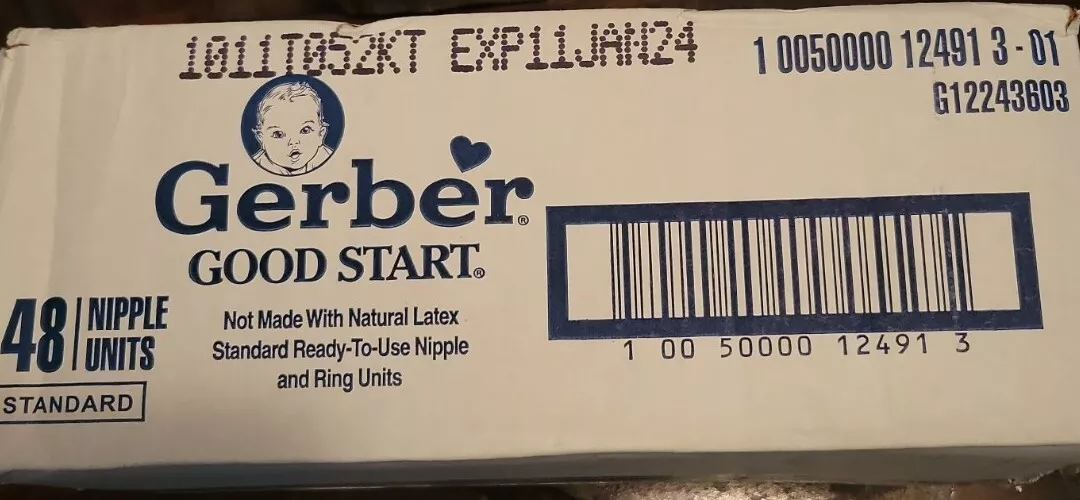 1011T052KT EXP11JAN24
1 0050000 12491 3 - 01
G12243603
Gerber®
GOOD START®
48 | NIPPLE
UNITS
STANDARD
Not Made With Natural Latex
Standard Ready-To-Use Nipple
and Ring Units
1 00 50000 12491 3